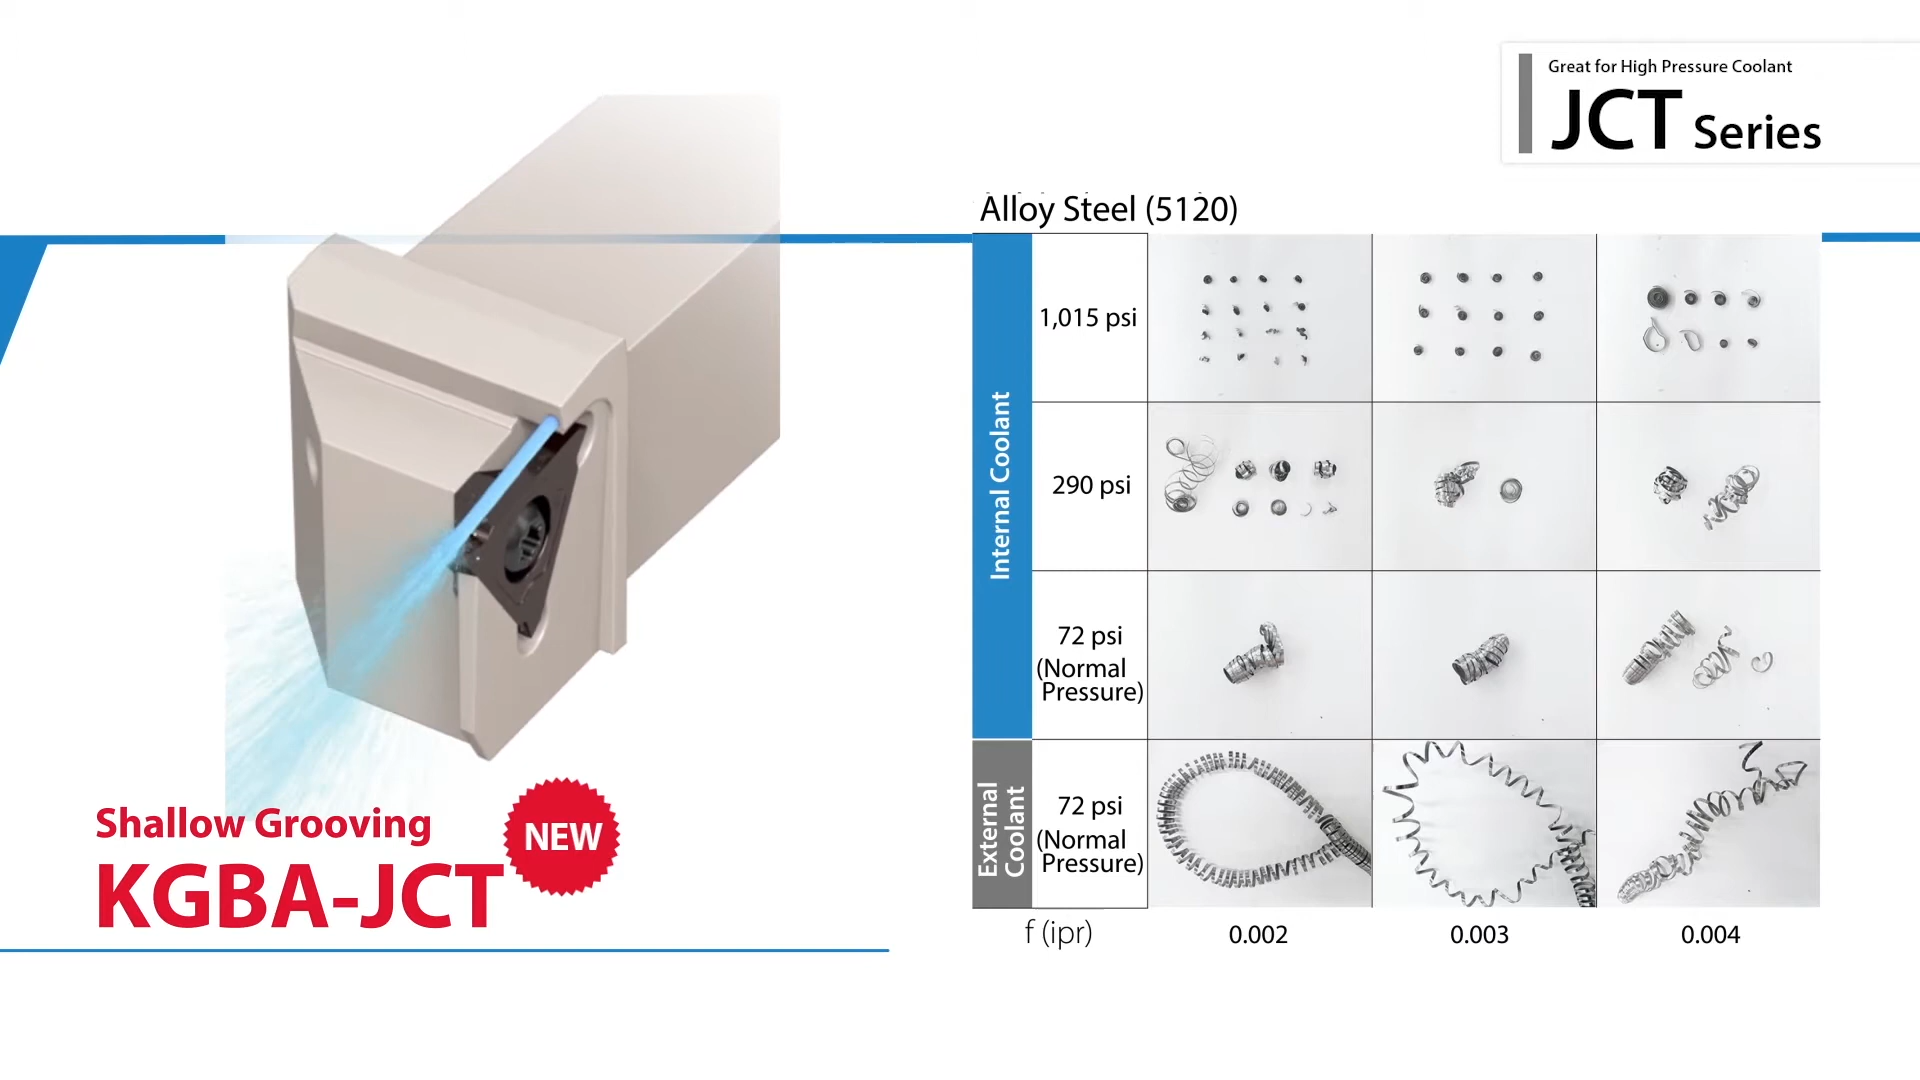 Great for High Pressure Coolant
JCT Series
Alloy Steel (5120)
Internal Coolant
1,015 psi
290 psi
72 psi
(Normal
Pressure)
External
Coolant
72 psi
(Normal
Pressure)
f (ipr)
0.002
0.003
0.004
Shallow Grooving
KGBA-JCT
NEW